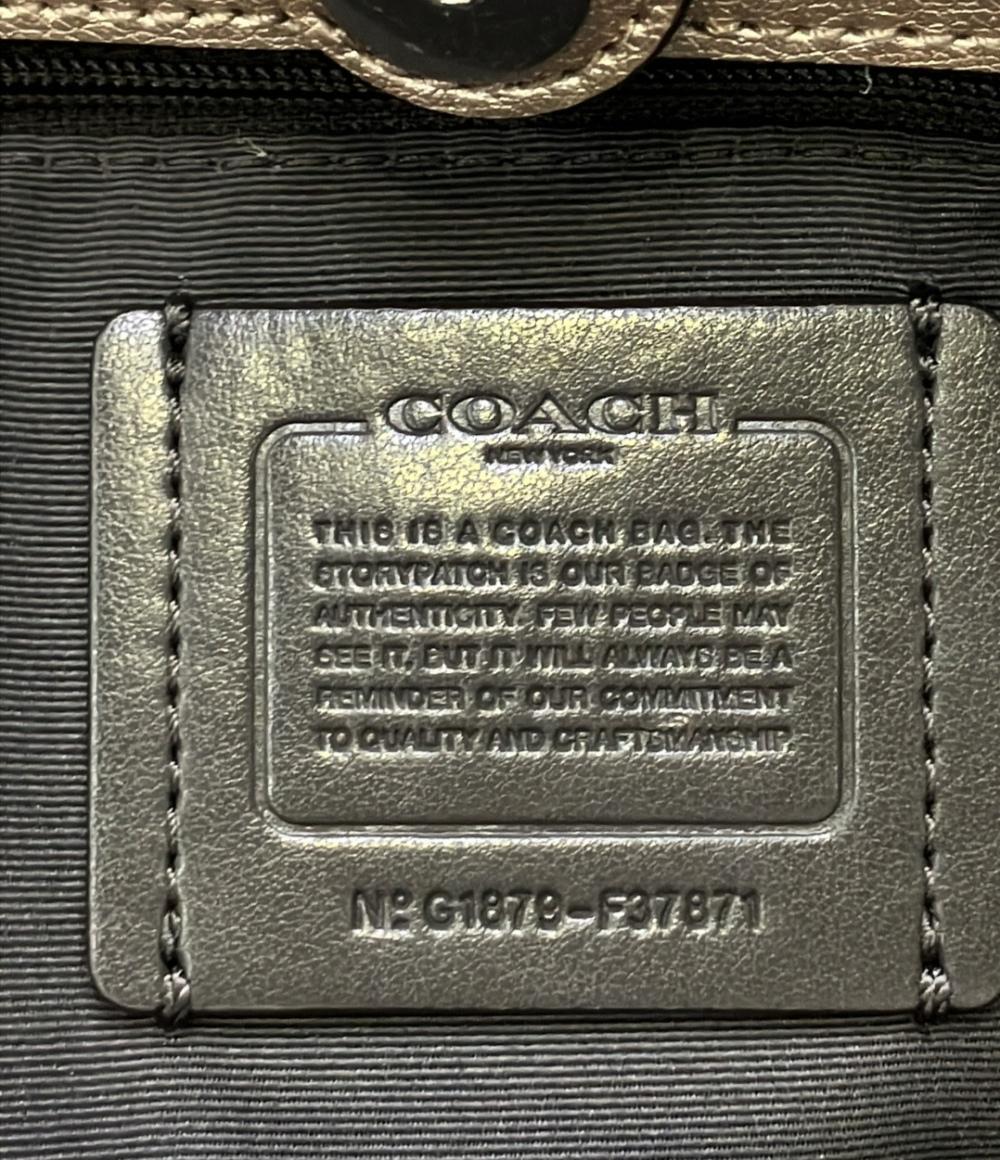 COACH
NEW YORK
THIS IS A COACH BAG. THE
STORYPATCH IS OUR BADGE OF
AUTHENTICITY. FEW PEOPLE MAY
SEE IT, BUT IT WILL ALWAYS BE A
REMINDER OF OUR COMMITMENT
TO QUALITY AND CRAFTSMANSHIP.
Nº G1879-F37871